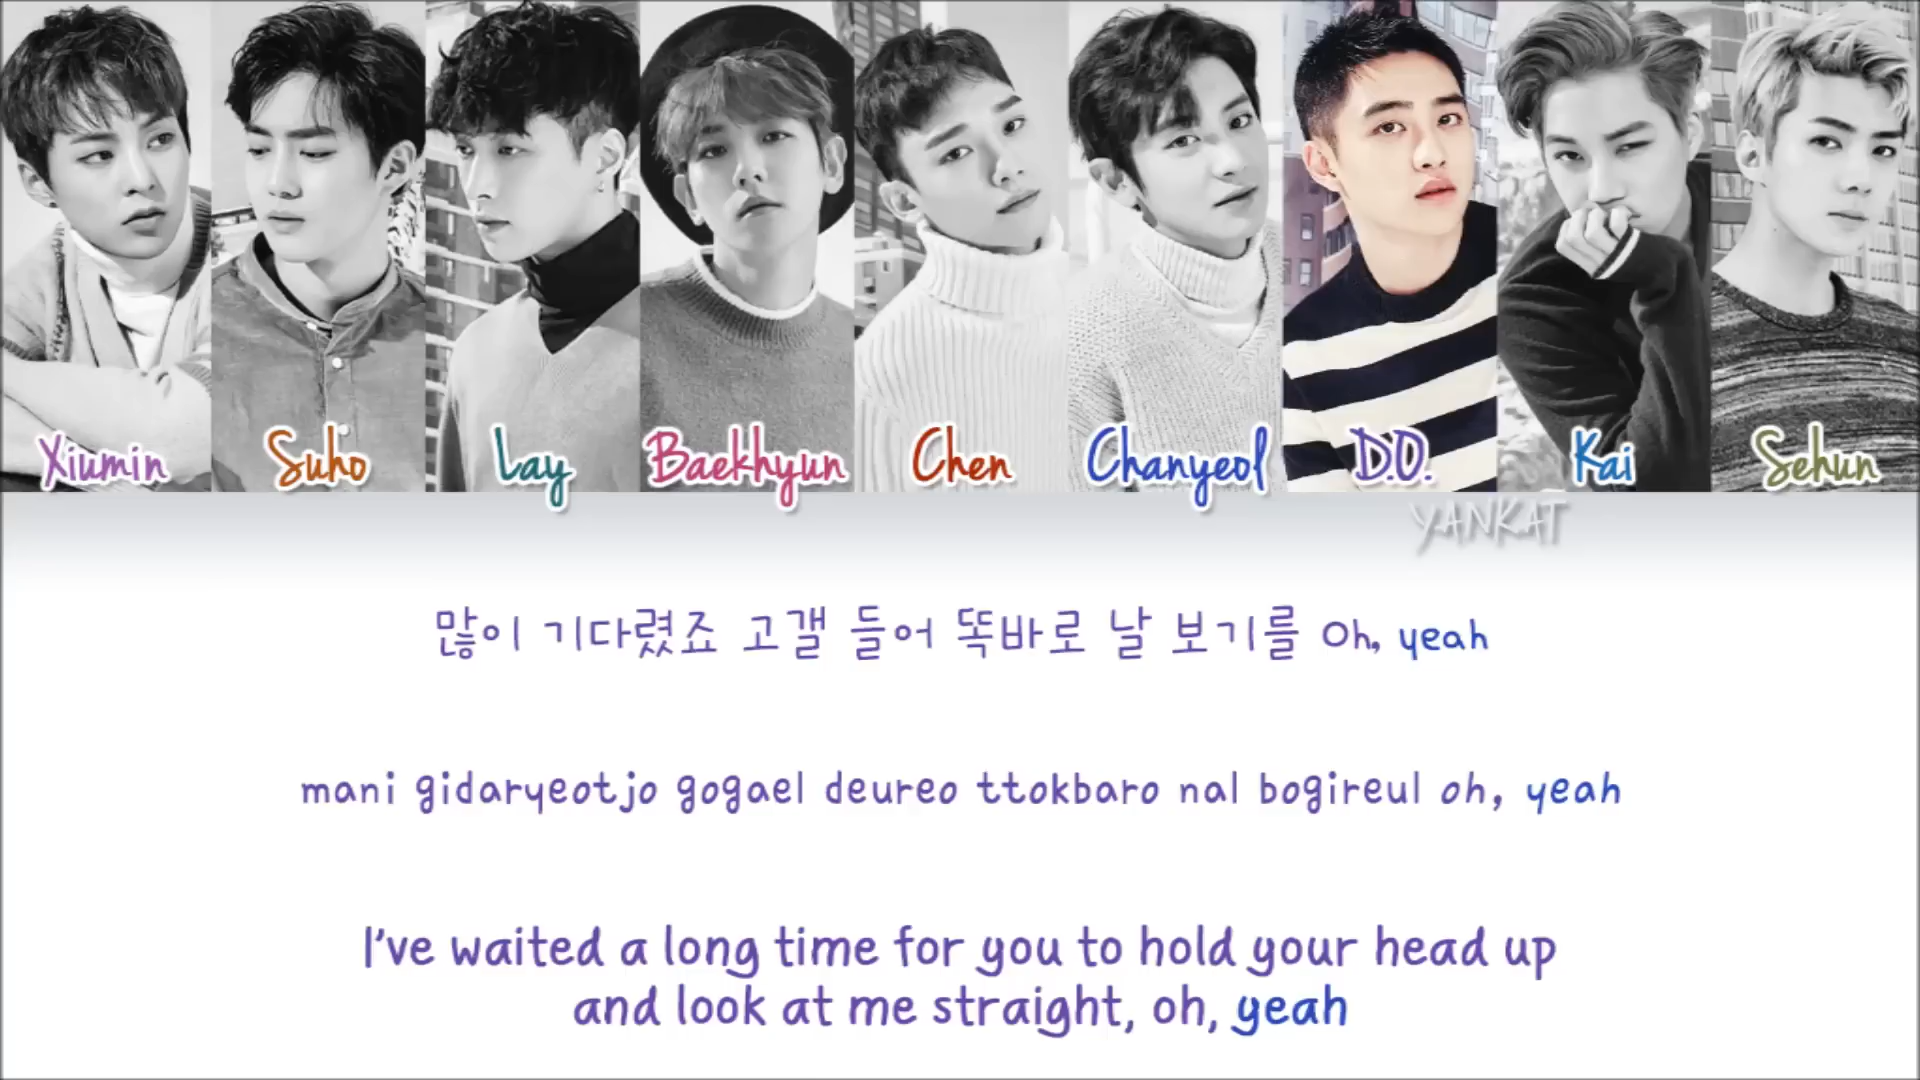 Xiumin Suho Lay Baekhyun Chen Chanyeol D.O. Kai Sehun
YANKAT
많이 기다렸죠 고갤 들어 똑바로 날 보기를 Oh, yeah
mani gidaryeotjo gogael deureo ttokbaro nal bogireul oh, yeah
I've waited a long time for you to hold your head up
and look at me straight, oh, yeah